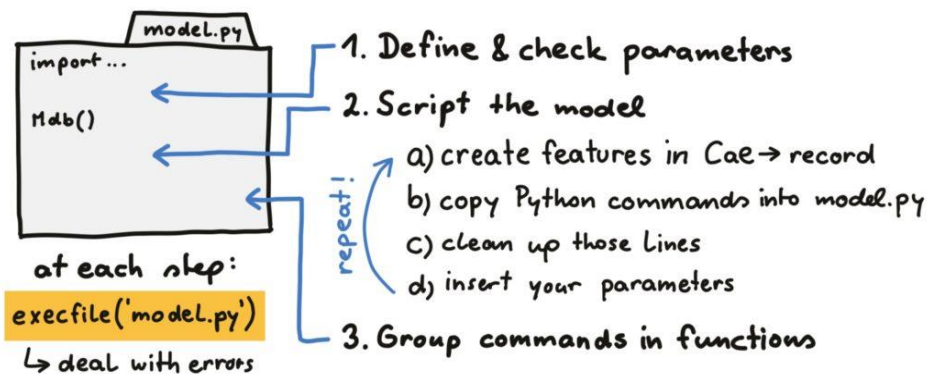 model.py
import...
Mdb()
at each step:
execfile('model.py')
↳ deal with errors
1. Define & check parameters
2. Script the model
a) create features in Cae → record
b) copy Python commands into model.py
c) clean up those lines
d) insert your parameters
repeat!
3. Group commands in functions